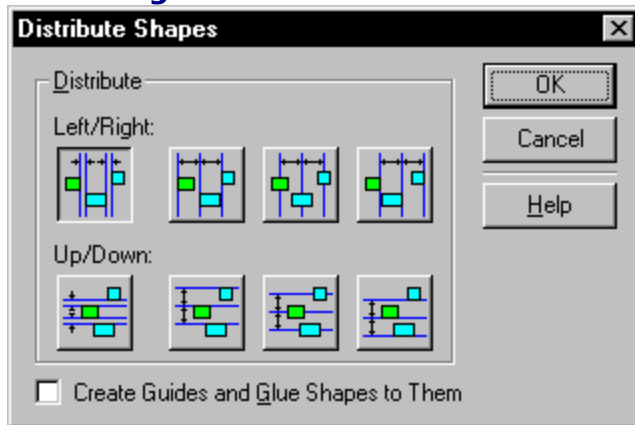 Distribute Shapes
Distribute
Left/Right:
Up/Down:
OK
Cancel
Help
Create Guides and Glue Shapes to Them